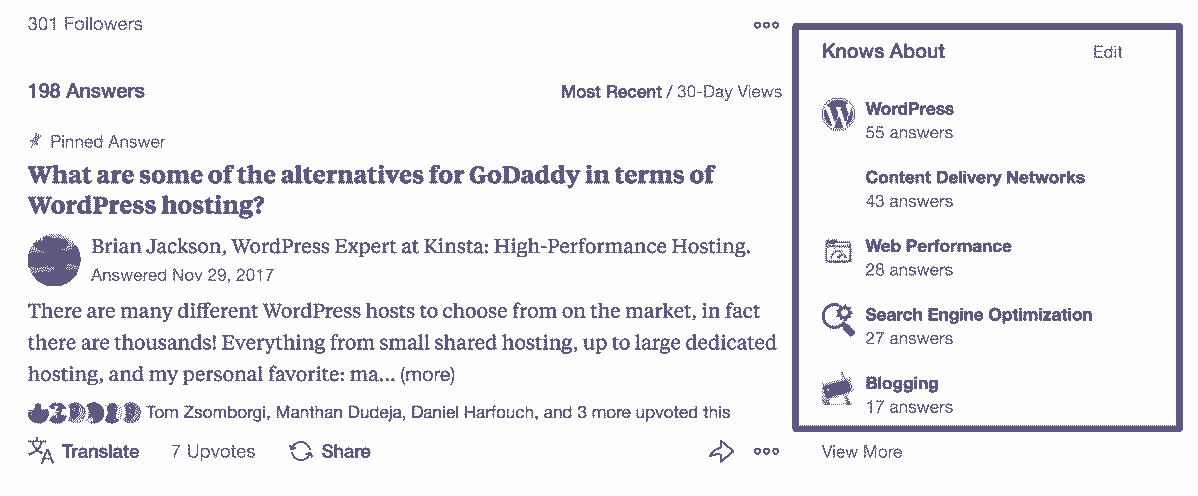 301 Followers
198 Answers
Most Recent / 30-Day Views
Pinned Answer
What are some of the alternatives for GoDaddy in terms of
WordPress hosting?
Brian Jackson, WordPress Expert at Kinsta: High-Performance Hosting.
Answered Nov 29, 2017
There are many different WordPress hosts to choose from on the market, in fact
there are thousands! Everything from small shared hosting, up to large dedicated
hosting, and my personal favorite: ma... (more)
Tom Zsomborgi, Manthan Dudeja, Daniel Harfouch, and 3 more upvoted this
Translate 7 Upvotes Share
Knows About Edit
WordPress
55 answers
Content Delivery Networks
43 answers
Web Performance
28 answers
Search Engine Optimization
27 answers
Blogging
17 answers
View More